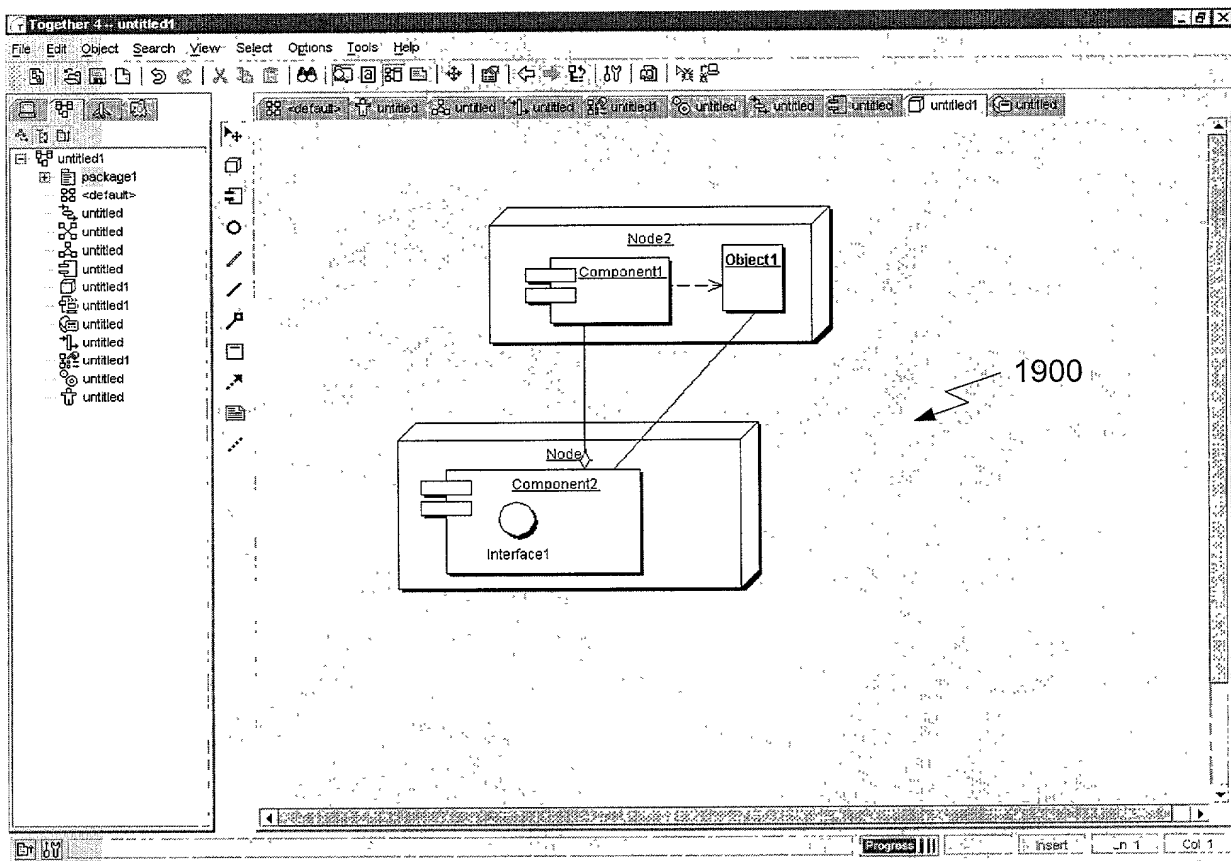 Together 4 -- untitled1
File Edit Object Search View Select Options Tools Help
<default> untitled untitled untitled untitled1 untitled untitled untitled untitled1 untitled
untitled1
package1
<default>
untitled
untitled
untitled
untitled
untitled1
untitled1
untitled
untitled
untitled1
untitled
untitled
Node2
Component1
Object1
1900
Node
Component2
Interface1
Progress Insert Ln 1 Col 1